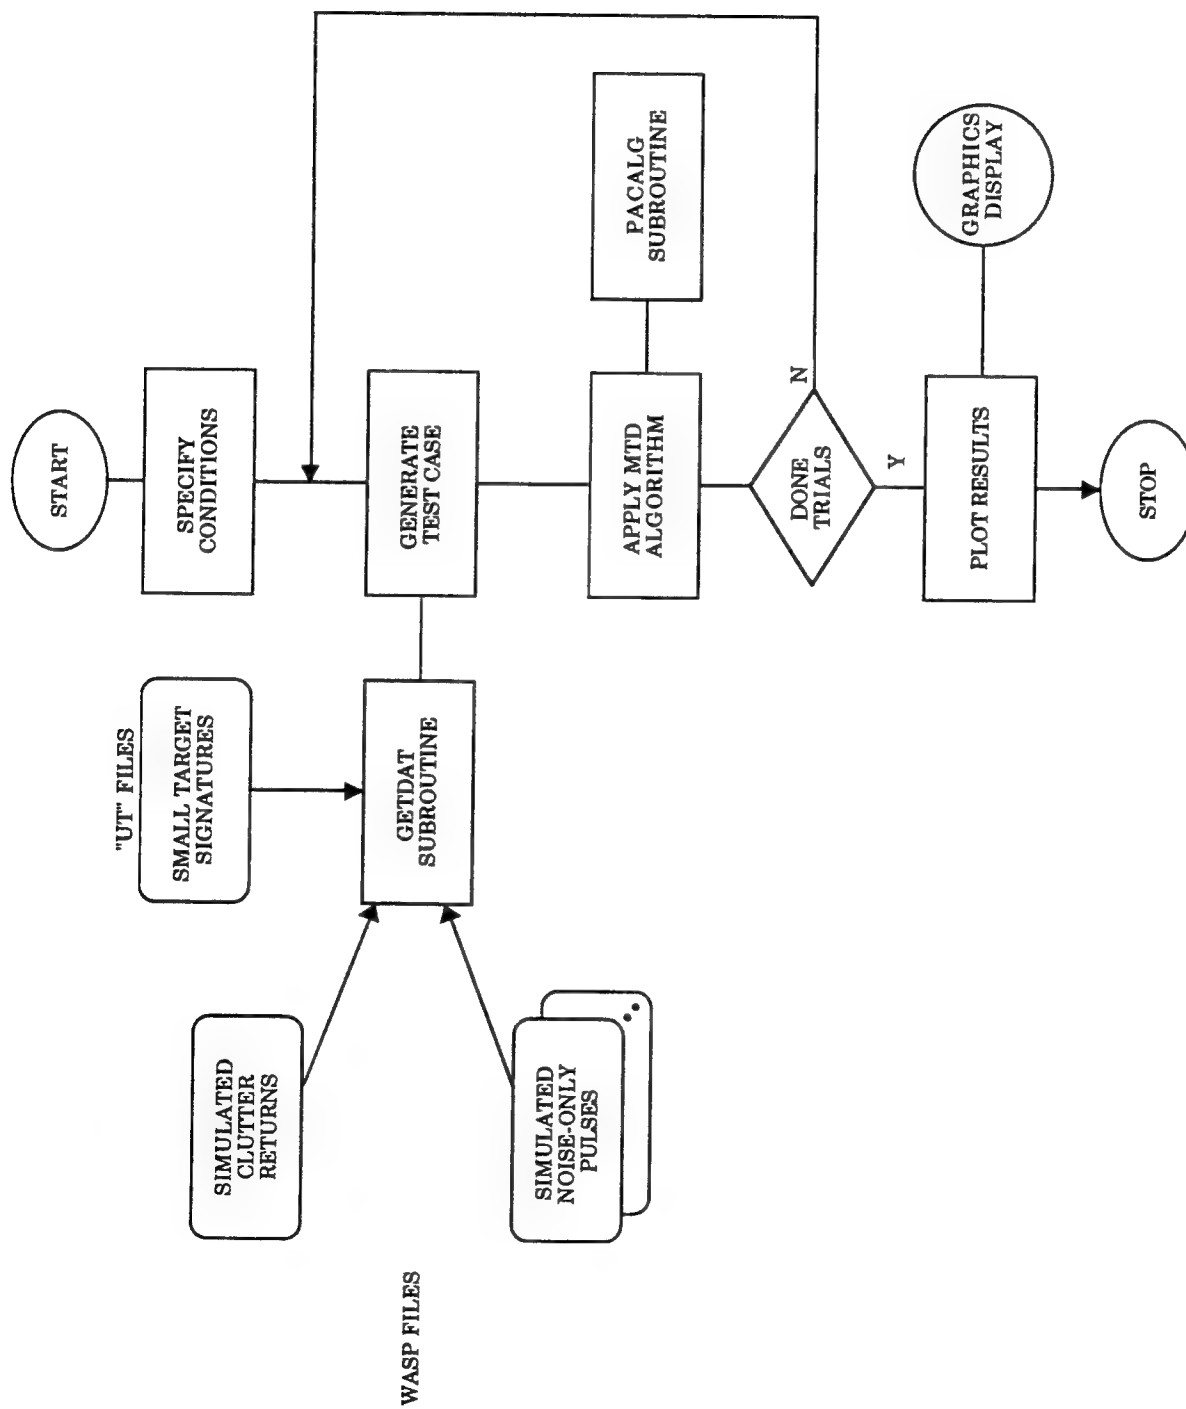 START
SPECIFY
CONDITIONS
"UT" FILES
SMALL TARGET
SIGNATURES
SIMULATED
CLUTTER
RETURNS
WASP FILES
SIMULATED
NOISE-ONLY
PULSES
GETDAT
SUBROUTINE
GENERATE
TEST CASE
APPLY MTD
ALGORITHM
PACALG
SUBROUTINE
DONE
TRIALS
N
Y
PLOT RESULTS
GRAPHICS
DISPLAY
STOP